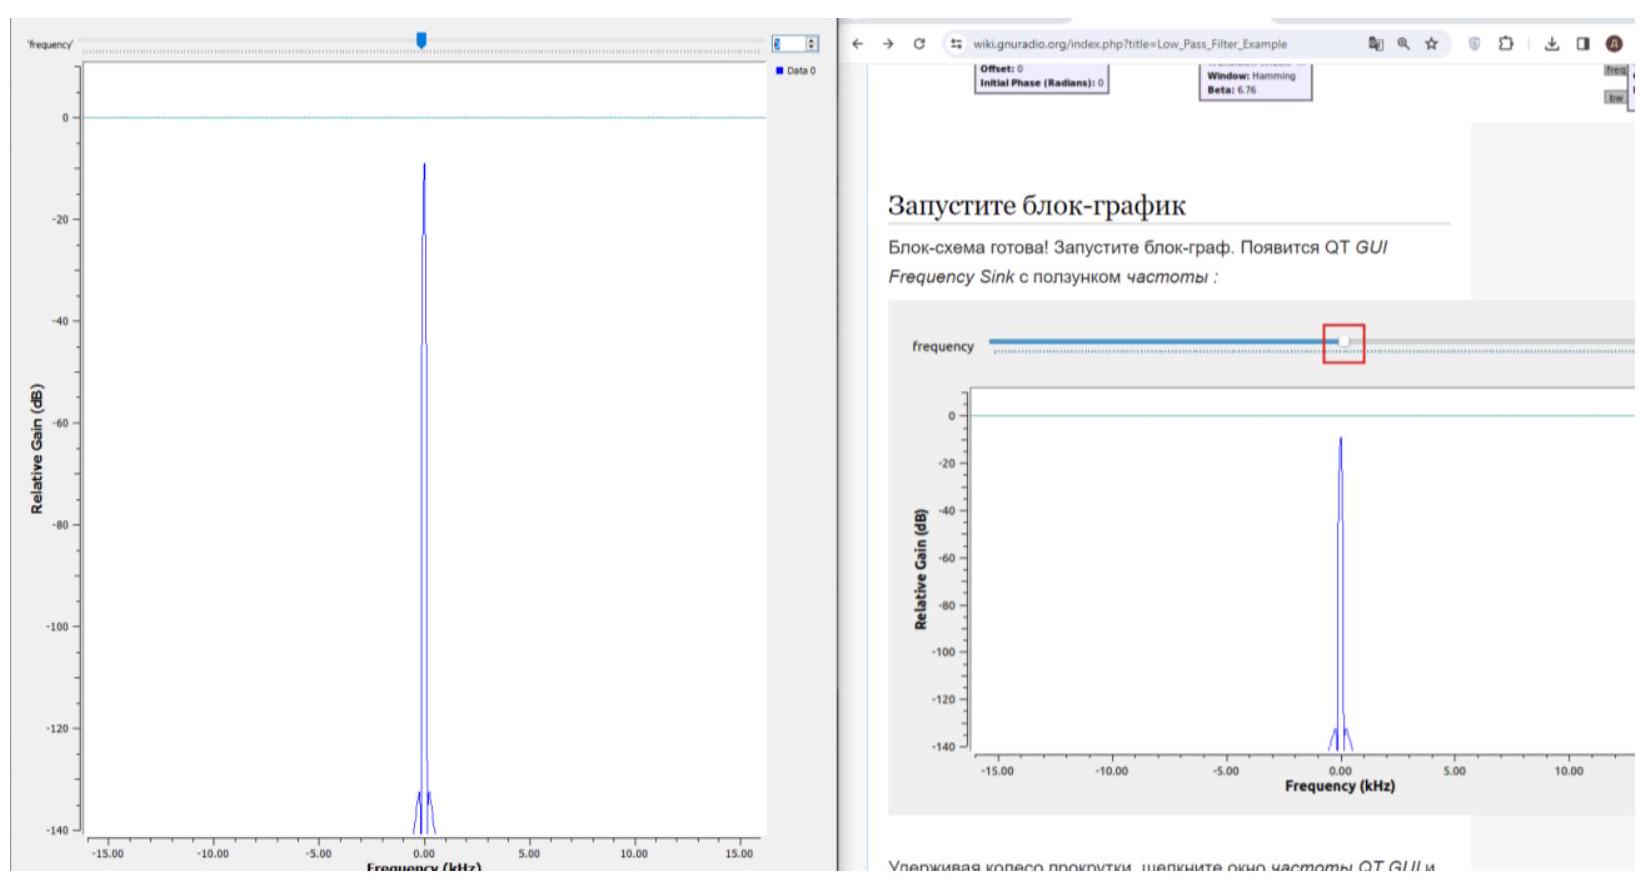 'frequency'
Data 0
0
-20
-40
-60
-80
-100
-120
-140
Relative Gain (dB)
-15.00 -10.00 -5.00 0.00 5.00 10.00 15.00
Frequency (kHz)
wiki.gnuradio.org/index.php?title=Low_Pass_Filter_Example
Д
Offset: 0
Initial Phase (Radians): 0
Window: Hamming
Beta: 6.76
freq
bw
Запустите блок-график
Блок-схема готова! Запустите блок-граф. Появится QT GUI
Frequency Sink с ползунком частоты :
frequency
0
-20
-40
-60
-80
-100
-120
-140
Relative Gain (dB)
-15.00 -10.00 -5.00 0.00 5.00 10.00
Frequency (kHz)
Удерживая колесо прокрутки, щелкните окно частоты QT GUI и